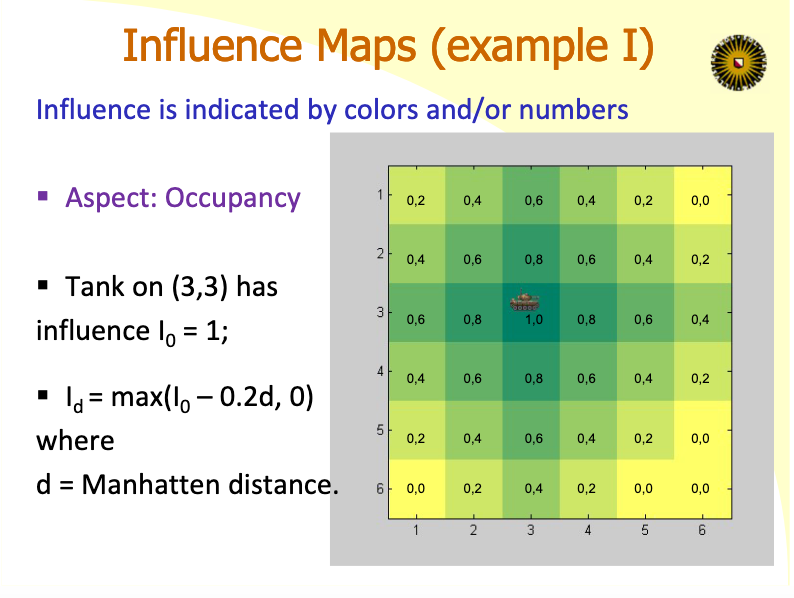 Influence Maps (example I)
Influence is indicated by colors and/or numbers
▪ Aspect: Occupancy
▪ Tank on (3,3) has
influence I₀ = 1;
▪ I_d = max(I₀ – 0.2d, 0)
where
d = Manhatten distance.
1 0,2 0,4 0,6 0,4 0,2 0,0
2 0,4 0,6 0,8 0,6 0,4 0,2
3 0,6 0,8 1,0 0,8 0,6 0,4
4 0,4 0,6 0,8 0,6 0,4 0,2
5 0,2 0,4 0,6 0,4 0,2 0,0
6 0,0 0,2 0,4 0,2 0,0 0,0
1 2 3 4 5 6